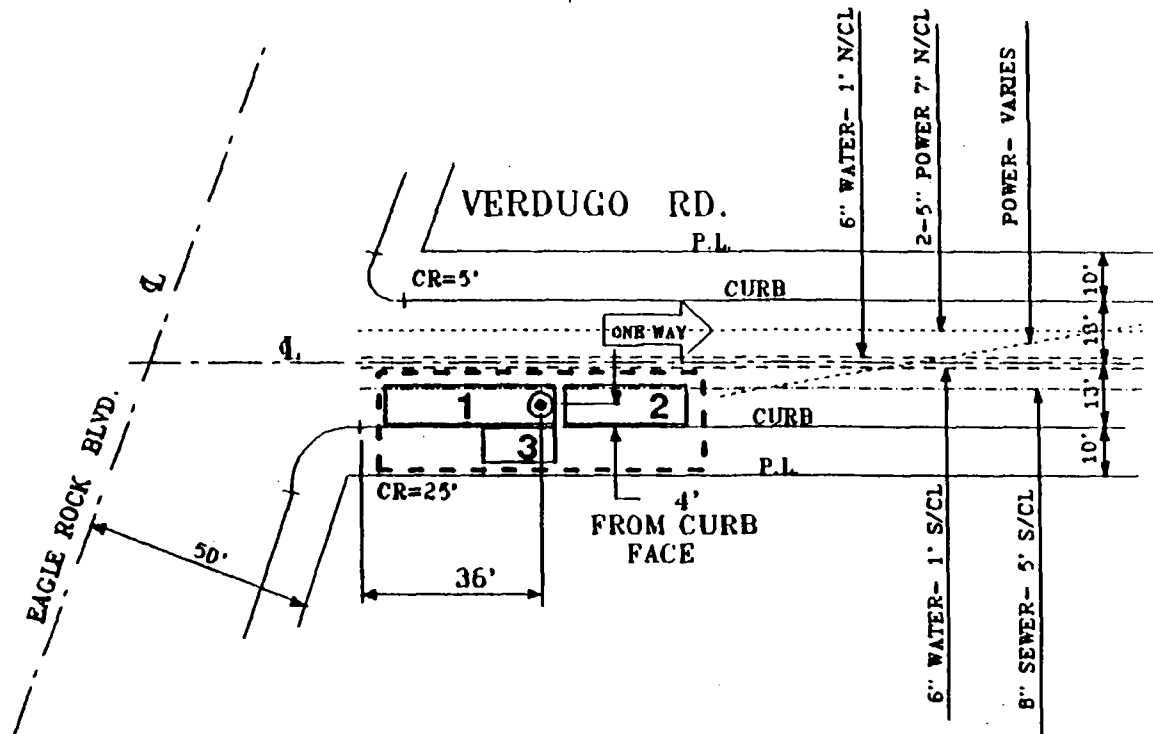 6" WATER- 1' N/CL
2-5" POWER 7' N/CL
POWER- VARIES
VERDUGO RD.
P.L.
10'
CR=5'
CURB
ONE WAY
13'
℄
℄
1
2
3
13'
CURB
10'
P.L.
CR=25'
4'
FROM CURB
FACE
EAGLE ROCK BLVD.
50'
36'
6" WATER- 1' S/CL
8" SEWER- 5' S/CL